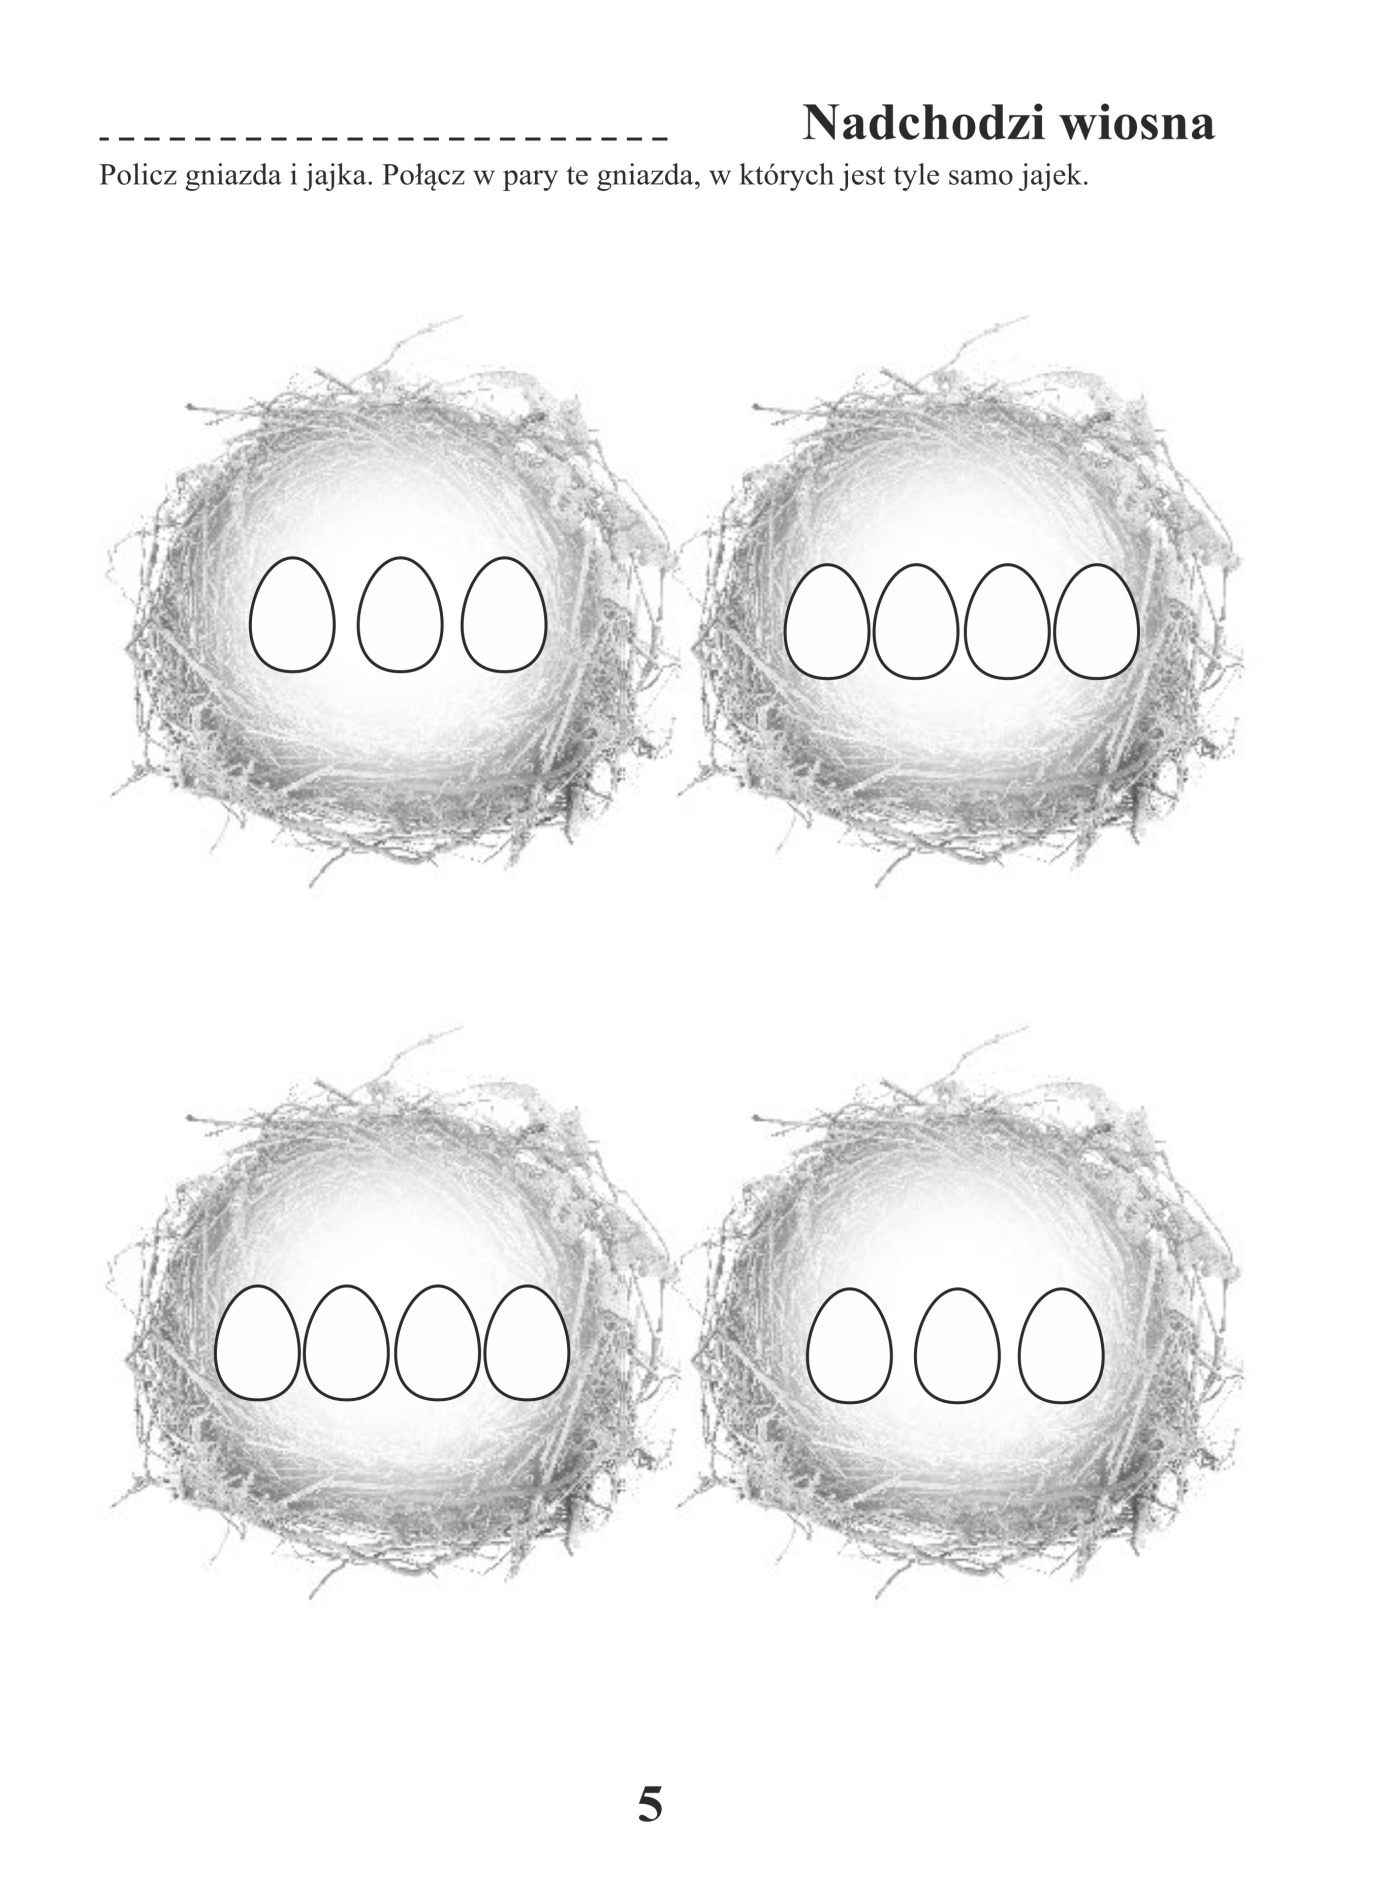 Nadchodzi wiosna
Policz gniazda i jajka. Połącz w pary te gniazda, w których jest tyle samo jajek.
5